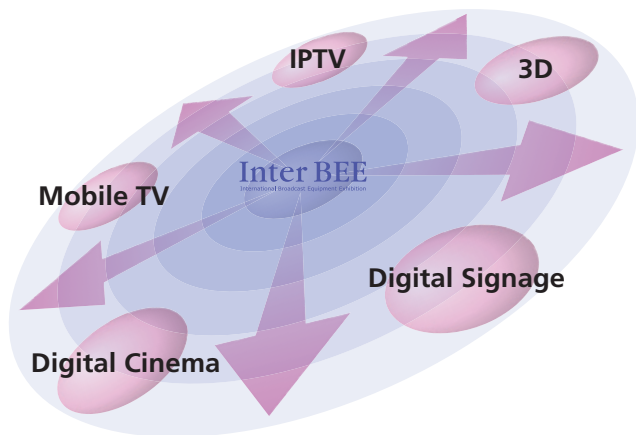 IPTV
3D
Inter BEE
International Broadcast Equipment Exhibition
Mobile TV
Digital Signage
Digital Cinema